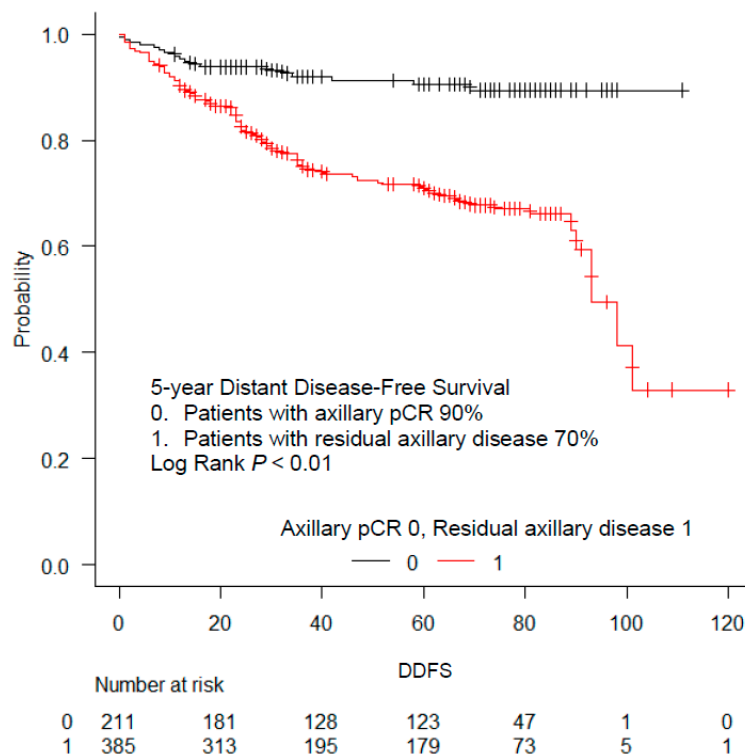 1.0
0.8
0.6
0.4
0.2
0.0
Probability
5-year Distant Disease-Free Survival
0. Patients with axillary pCR 90%
1. Patients with residual axillary disease 70%
Log Rank P < 0.01
Axillary pCR 0, Residual axillary disease 1
0 1
0 20 40 60 80 100 120
DDFS
Number at risk
0 211 181 128 123 47 1 0
1 385 313 195 179 73 5 1